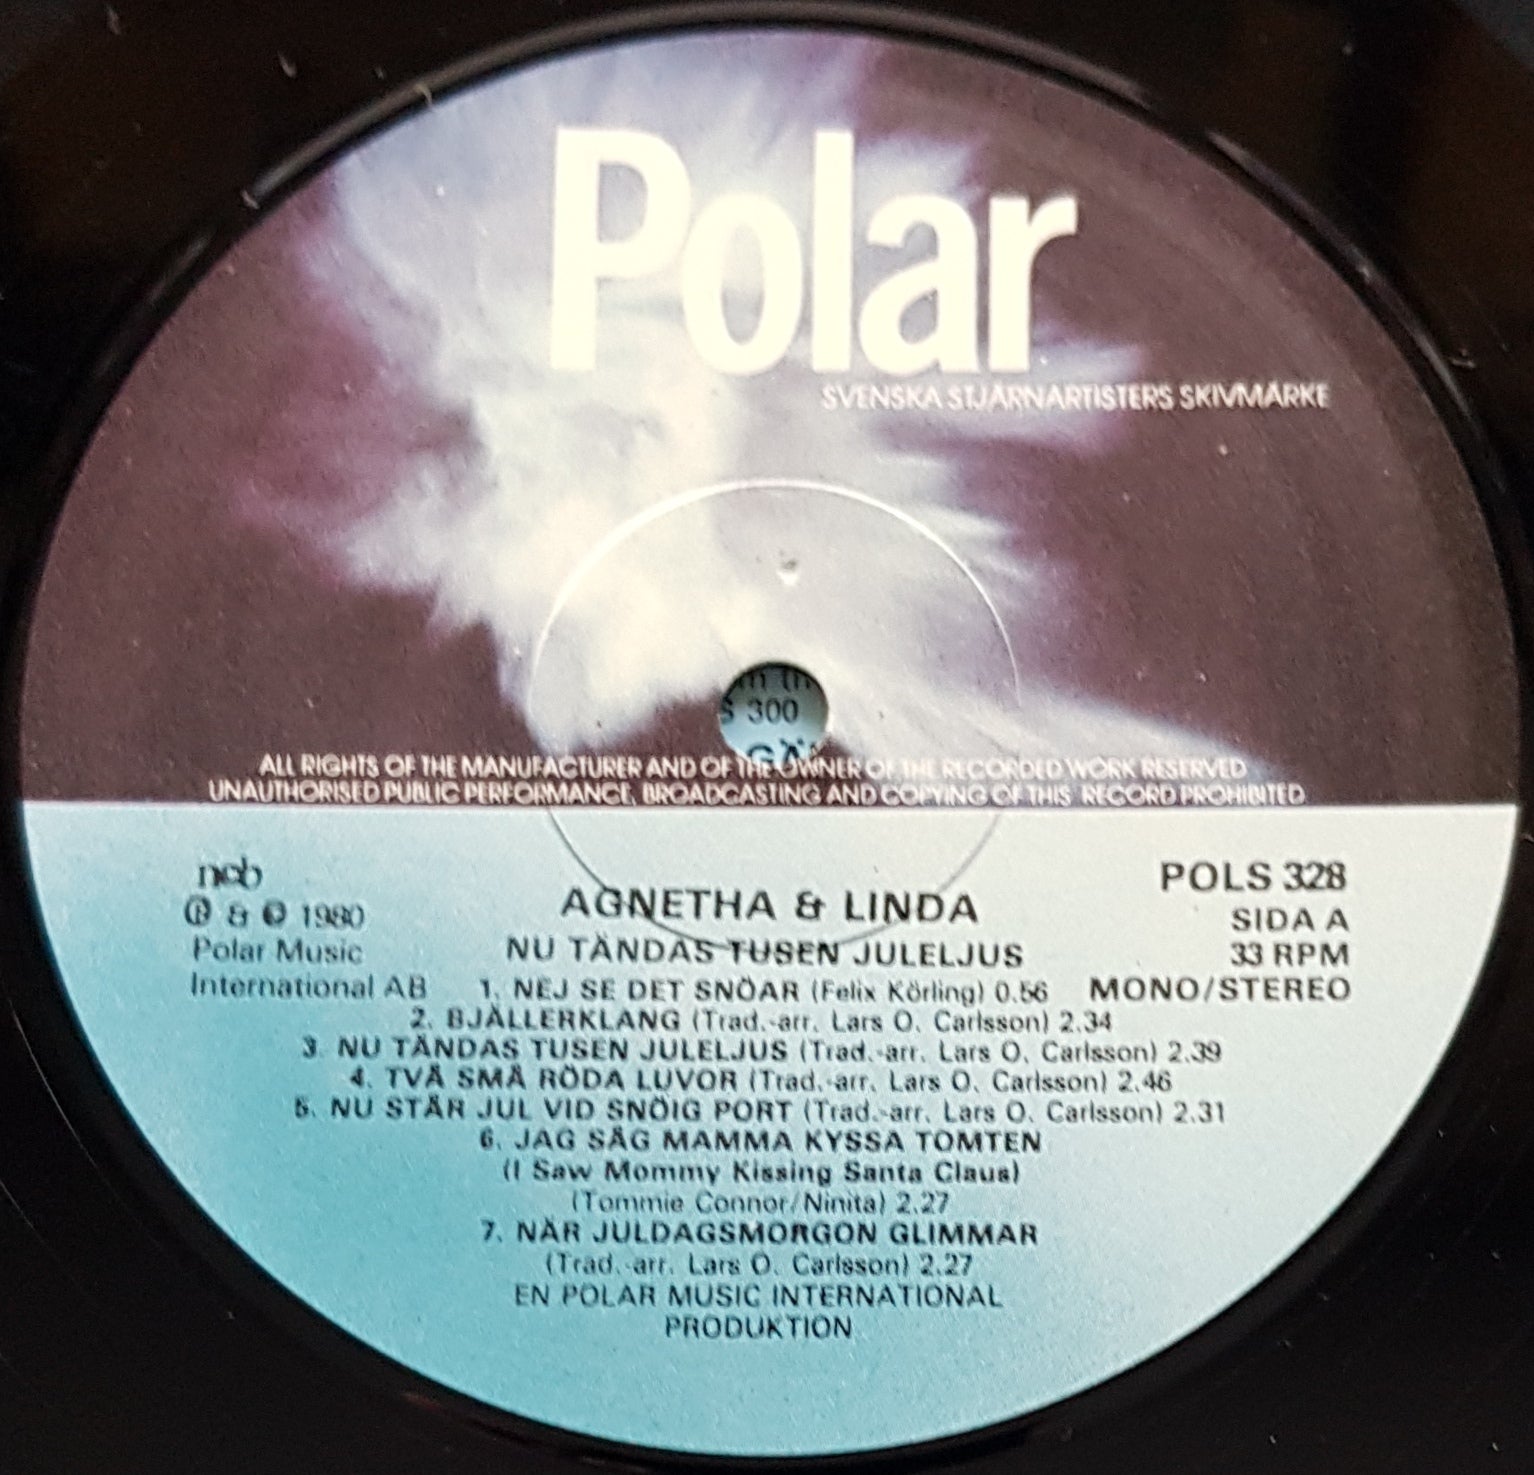 Polar
SVENSKA STJÄRNARTISTERS SKIVMÄRKE
S 300
ALL RIGHTS OF THE MANUFACTURER AND OF THE OWNER OF THE RECORDED WORK RESERVED
UNAUTHORISED PUBLIC PERFORMANCE, BROADCASTING AND COPYING OF THIS RECORD PROHIBITED
ncb
Ⓟ & © 1980
Polar Music
International AB
POLS 328
SIDA A
33 RPM
MONO/STEREO
AGNETHA & LINDA
NU TÄNDAS TUSEN JULELJUS
1. NEJ SE DET SNÖAR (Felix Körling) 0.56
2. BJÄLLERKLANG (Trad.-arr. Lars O. Carlsson) 2.34
3. NU TÄNDAS TUSEN JULELJUS (Trad.-arr. Lars O. Carlsson) 2.39
4. TVÅ SMÅ RÖDA LUVOR (Trad.-arr. Lars O. Carlsson) 2.46
5. NU STÅR JUL VID SNÖIG PORT (Trad.-arr. Lars O. Carlsson) 2.31
6. JAG SÅG MAMMA KYSSA TOMTEN
(I Saw Mommy Kissing Santa Claus)
(Tommie Connor/Ninita) 2.27
7. NÄR JULDAGSMORGON GLIMMAR
(Trad.-arr. Lars O. Carlsson) 2.27
EN POLAR MUSIC INTERNATIONAL
PRODUKTION